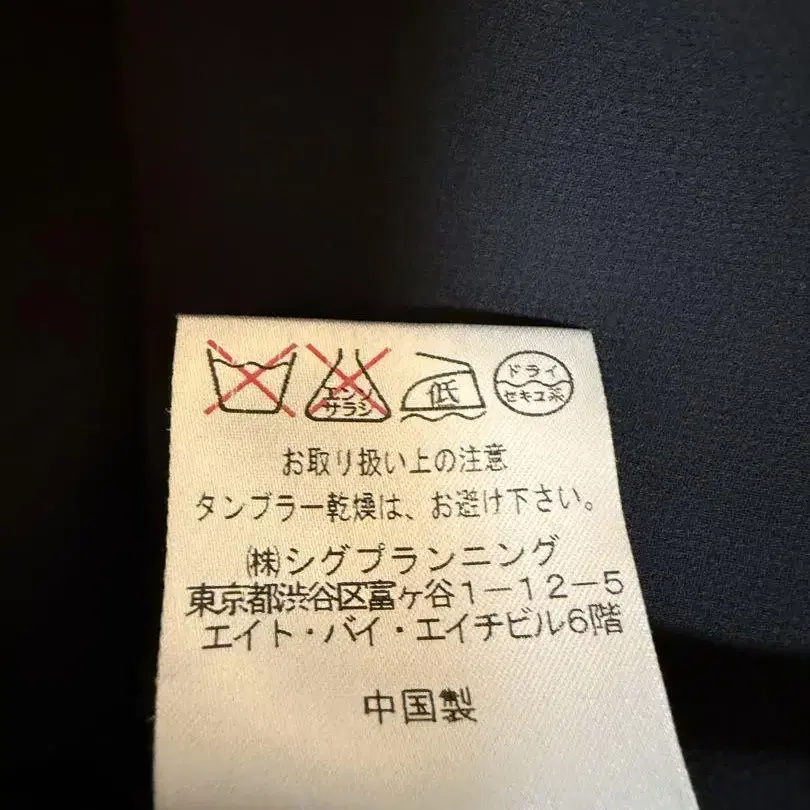 エンソ
サラシ
低
ドライ
セキユ系
お取り扱い上の注意
タンブラー乾燥は、お避け下さい。
㈱シグプランニング
東京都渋谷区富ヶ谷1-12-5
エイト・バイ・エイチビル6階
中国製